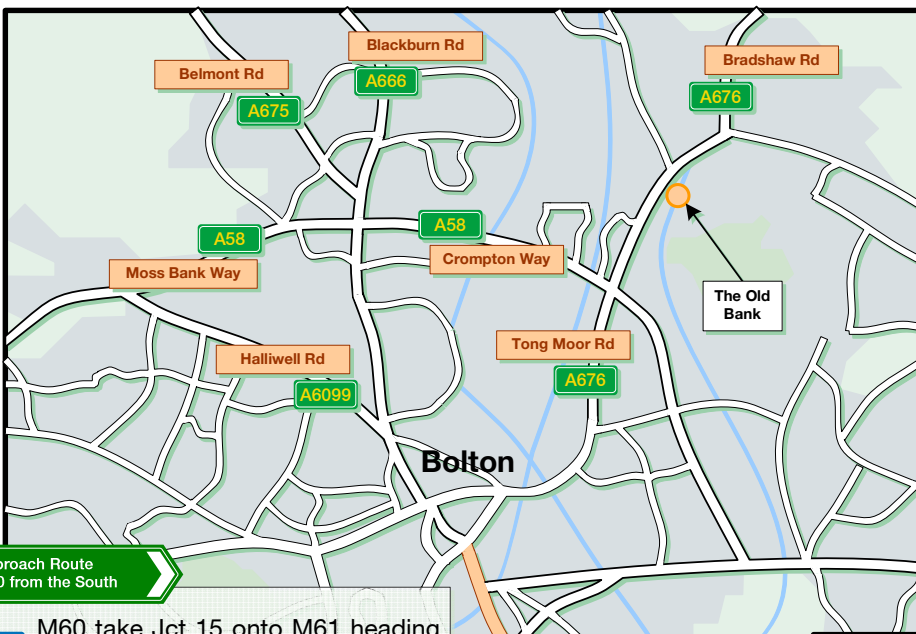 Blackburn Rd
A666
Belmont Rd
A675
Bradshaw Rd
A676
A58
A58
Crompton Way
Moss Bank Way
The Old
Bank
Tong Moor Rd
A676
Halliwell Rd
A6099
Bolton
Route
from the South
M60 take Jct 15 onto M61 heading